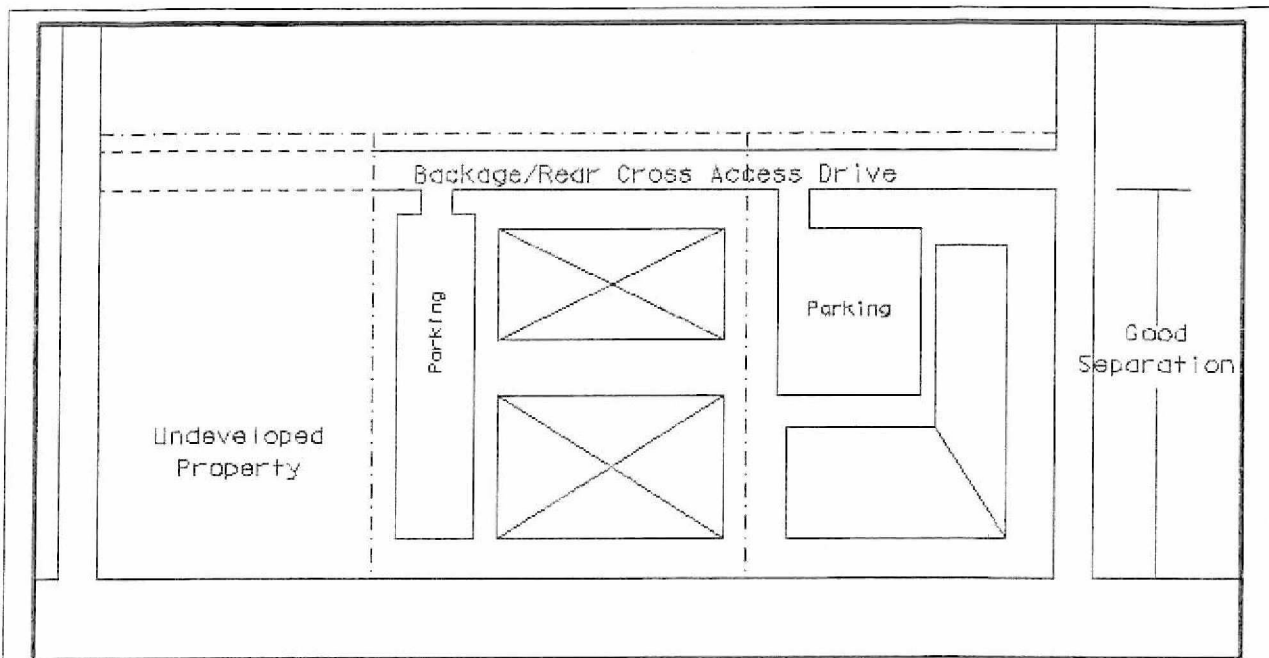 Backage/Rear Cross Access Drive
Parking
Parking
Good
Separation
Undeveloped
Property